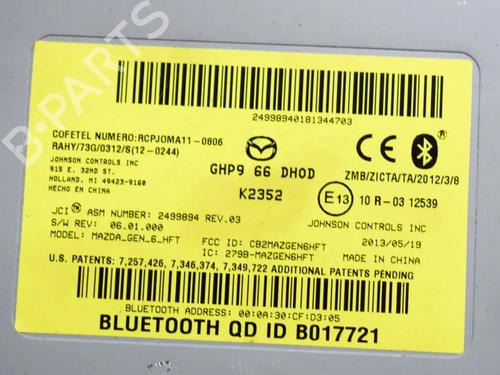 24998940181344703
COFETEL NUMERO:RCPJOMA11-0806
RAHY/73G/0312/S(12-0244)
JOHNSON CONTROLS INC
915 E. 32ND ST.
HOLLAND, MI 49423-9160
HECHO EN CHINA
GHP9 66 DH0D
K2352
CE
ZMB/ZICTA/TA/2012/3/8
E13 10 R-03 12539
JCI ASM NUMBER: 2499894 REV.03
JOHNSON CONTROLS INC
S/W REV: 06.01.000
FCC ID: CB2MAZGEN6HFT
2013/05/19
MODEL: MAZDA_GEN_6_HFT
IC: 279B-MAZGEN6HFT
U.S. PATENTS: 7,257,426, 7,346,374, 7,349,722 ADDITIONAL PATENTS PENDING
BLUETOOTH ADDRESS: 00:0A:30:CF:D3:05
BLUETOOTH QD ID B017721
B-PARTS